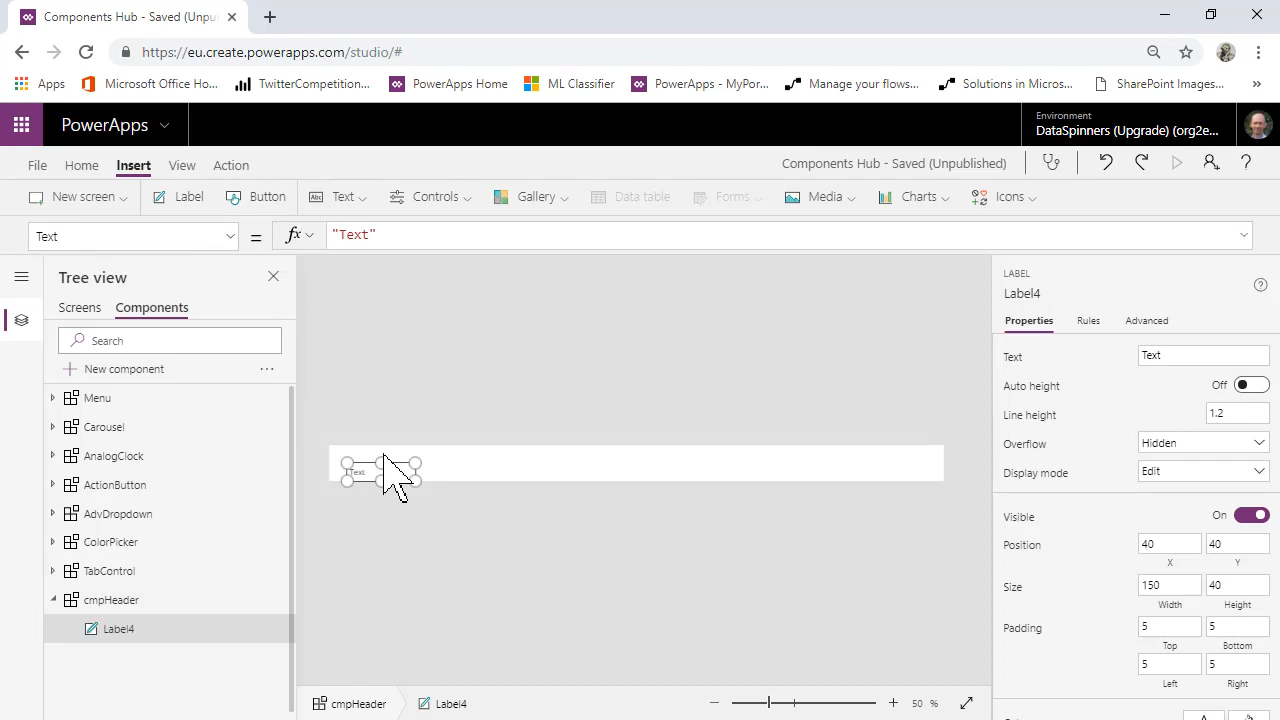 Components Hub - Saved (Unpu
https://eu.create.powerapps.com/studio/#
Apps Microsoft Office Ho... TwitterCompetition... PowerApps Home ML Classifier PowerApps - MyPor... Manage your flows... Solutions in Micros... SharePoint Images... »
PowerApps
Environment
DataSpinners (Upgrade) (org2e...
File Home Insert View Action Components Hub - Saved (Unpublished) ?
New screen Label Button Text Controls Gallery Data table Forms Media Charts Icons
Text = fx "Text"
Tree view
Screens Components
Search
New component ...
Menu
Carousel
AnalogClock
ActionButton
AdvDropdown
ColorPicker
TabControl
cmpHeader
Label4
Text
cmpHeader Label4 50 %
LABEL
Label4
Properties Rules Advanced
Text Text
Auto height Off
Line height 1.2
Overflow Hidden
Display mode Edit
Visible On
Position 40 40
X Y
Size 150 40
Width Height
Padding 5 5
Top Bottom
5 5
Left Right